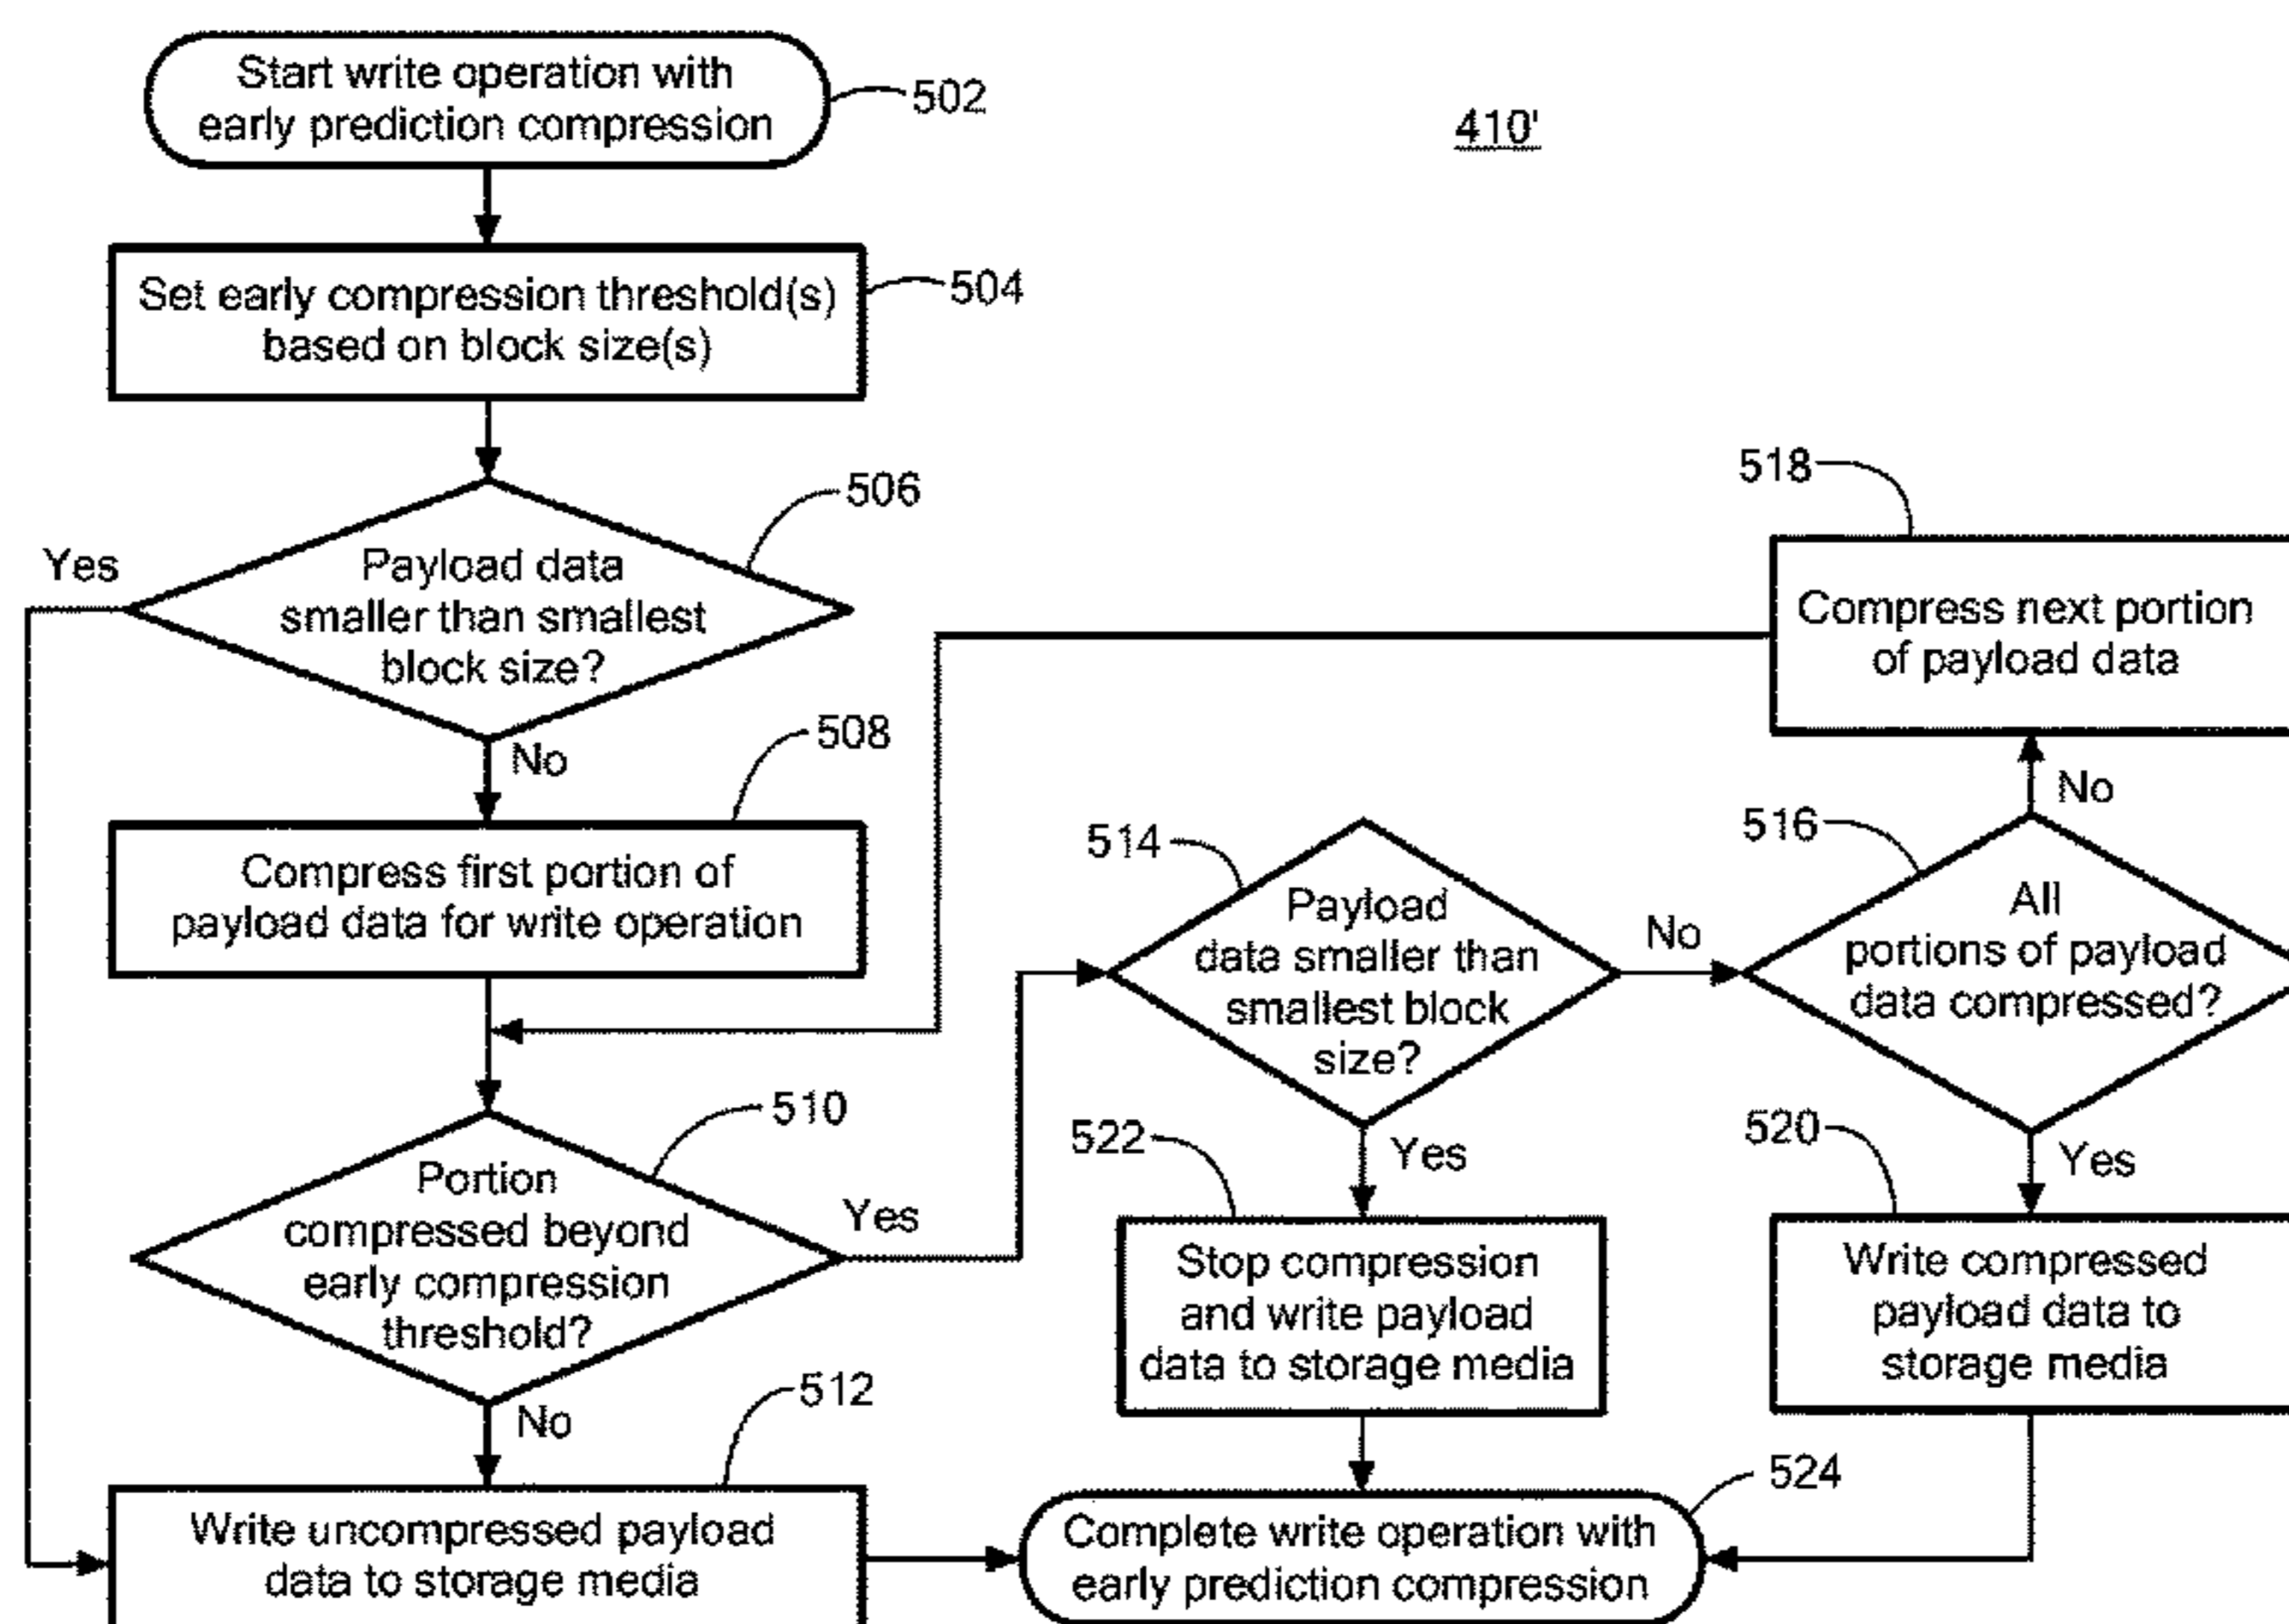 Start write operation with
early prediction compression
502
410'
Set early compression threshold(s)
based on block size(s)
504
506
Yes
Payload data
smaller than smallest
block size?
No
508
Compress first portion of
payload data for write operation
510
Portion
compressed beyond
early compression
threshold?
Yes
No
512
Write uncompressed payload
data to storage media
514
Payload
data smaller than
smallest block
size?
No
Yes
516
All
portions of payload
data compressed?
No
Yes
518
Compress next portion
of payload data
520
Write compressed
payload data to
storage media
522
Stop compression
and write payload
data to storage media
524
Complete write operation with
early prediction compression